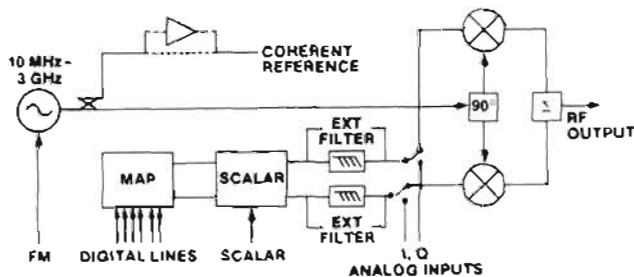 10 MHz-
3 GHz
COHERENT
REFERENCE
90°
Σ
RF
OUTPUT
EXT
FILTER
MAP
SCALAR
EXT
FILTER
FM
DIGITAL LINES
SCALAR
I, Q
ANALOG INPUTS